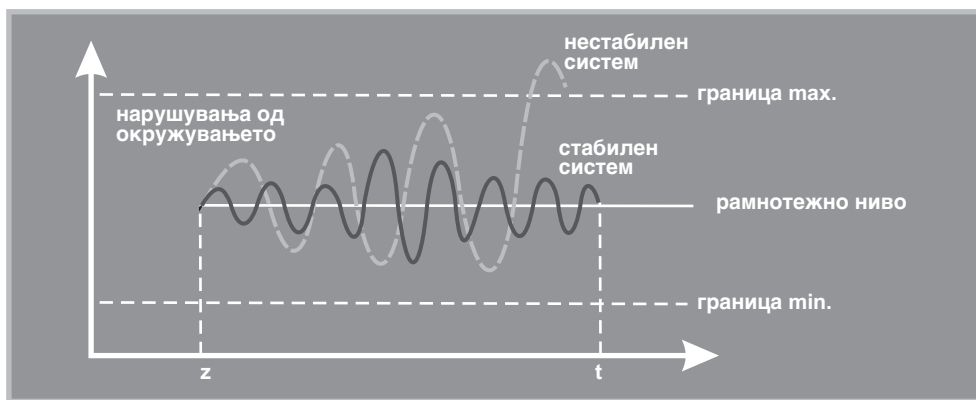 нестабилен
систем
граница max.
нарушувања од
окружувањето
стабилен
систем
рамнотежно ниво
граница min.
z
t